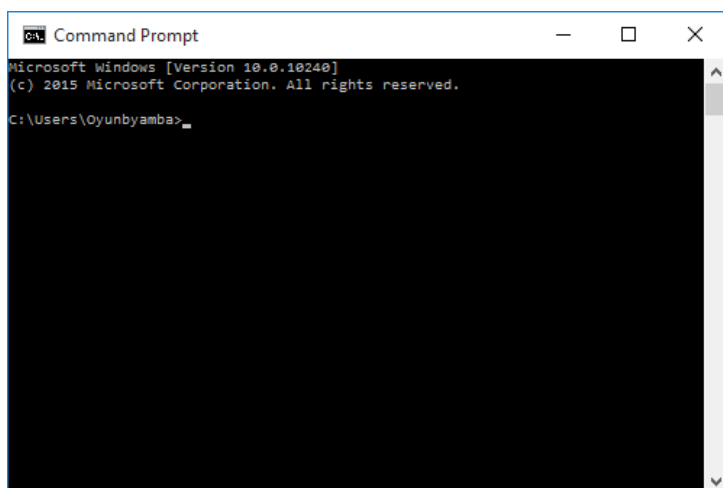 Command Prompt
Microsoft Windows [Version 10.0.10240]
(c) 2015 Microsoft Corporation. All rights reserved.
C:\Users\Oyunbyamba>